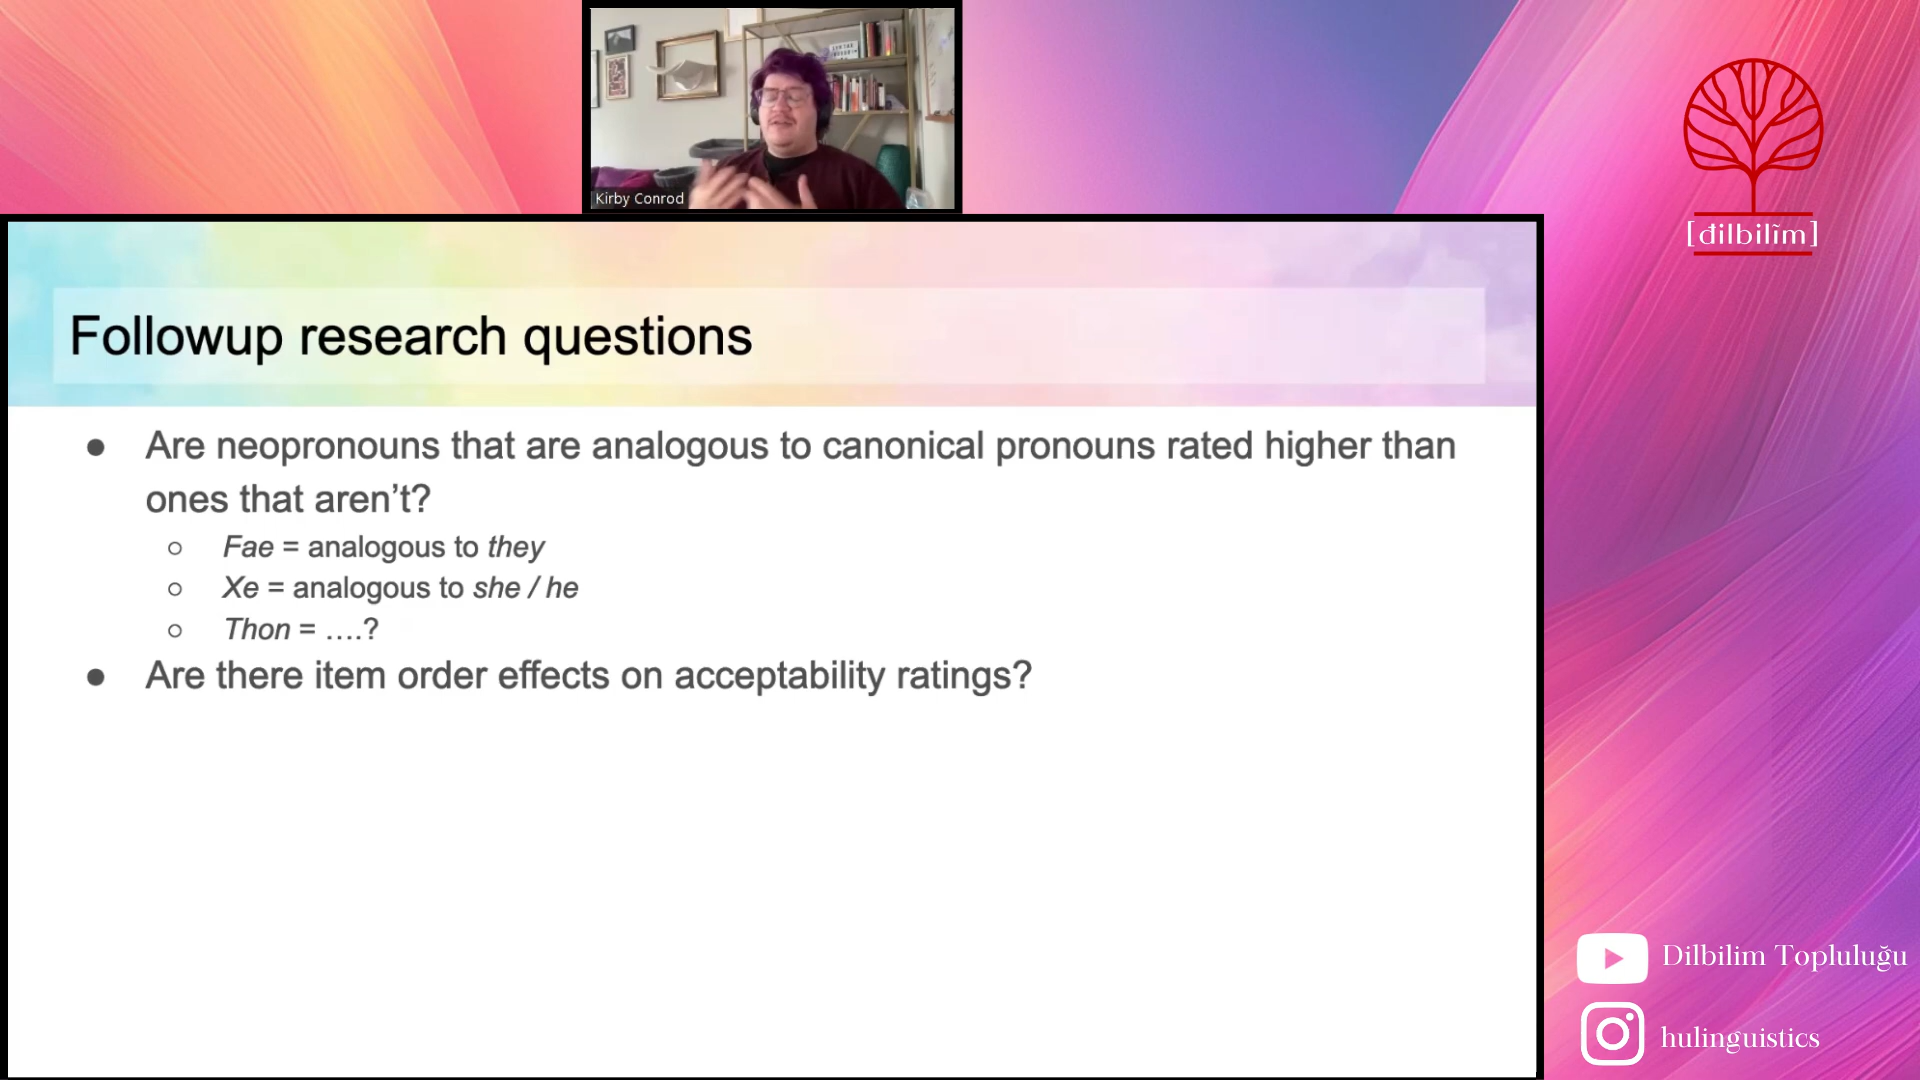 Kirby Conrod
[đilbilĩm]
Followup research questions
● Are neopronouns that are analogous to canonical pronouns rated higher than
ones that aren’t?
○ Fae = analogous to they
○ Xe = analogous to she / he
○ Thon = ….?
● Are there item order effects on acceptability ratings?
Dilbilim Topluluğu
hulinguistics